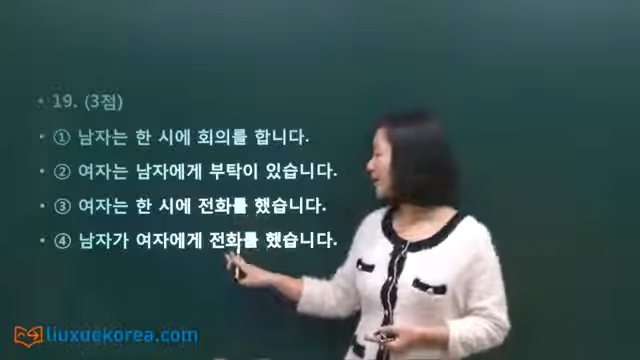 • 19. (3점)
• ① 남자는 한 시에 회의를 합니다.
• ② 여자는 남자에게 부탁이 있습니다.
• ③ 여자는 한 시에 전화를 했습니다.
• ④ 남자가 여자에게 전화를 했습니다.
liuxuekorea.com